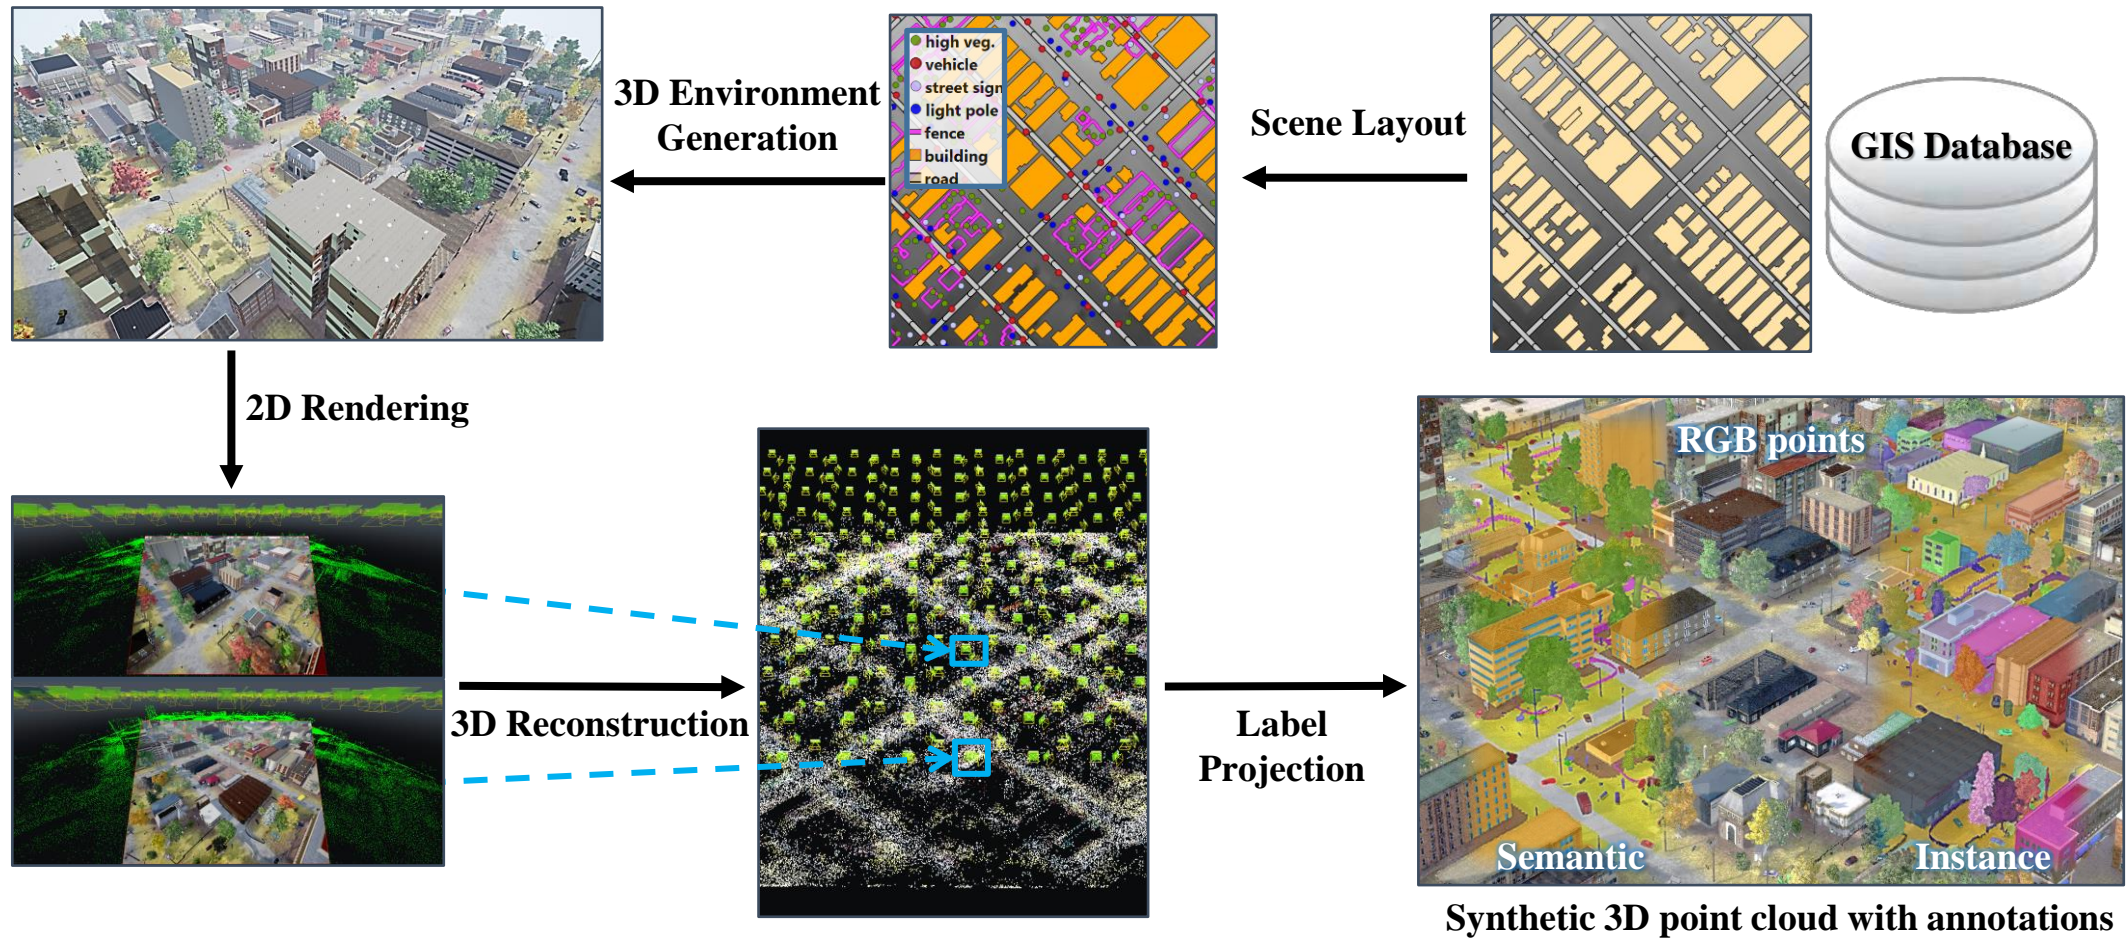 3D Environment
Generation
high veg.
vehicle
street sign
light pole
fence
building
road
Scene Layout
GIS Database
2D Rendering
3D Reconstruction
Label
Projection
RGB points
Semantic
Instance
Synthetic 3D point cloud with annotations